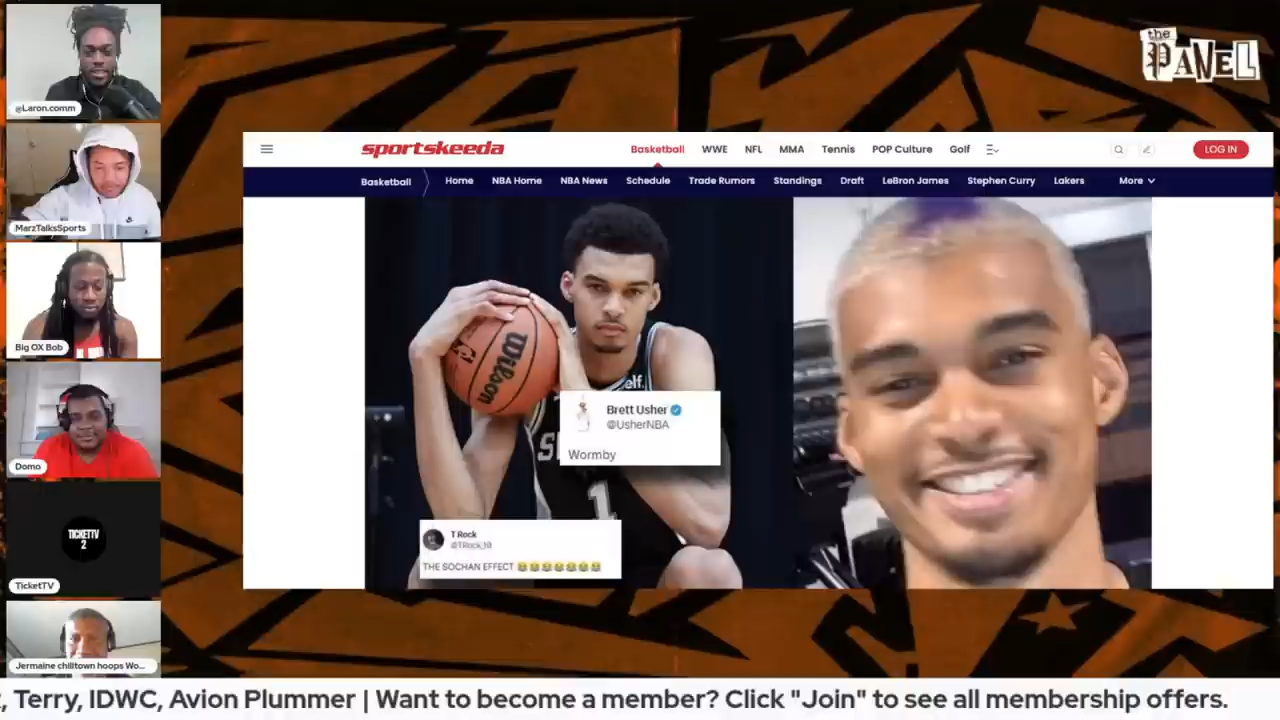 @Laron.comm
MarzTalksSports
Big OX Bob
Domo
TICKETTV
2
TicketTV
Jermaine chilltown hoops Wo...
the
PANEL
sportskeeda
Basketball WWE NFL MMA Tennis POP Culture Golf
LOG IN
Basketball Home NBA Home NBA News Schedule Trade Rumors Standings Draft LeBron James Stephen Curry Lakers More
Wilson
self.
1
Brett Usher
@UsherNBA
Wormby
T Rock
@TRock_10
THE SOCHAN EFFECT 😂😂😂😂😂😂😂
, Terry, IDWC, Avion Plummer | Want to become a member? Click "Join" to see all membership offers.